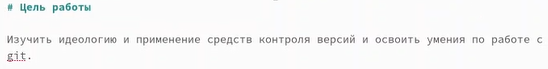 # Цель работы
Изучить идеологию и применение средств контроля версий и освоить умения по работе с
git.